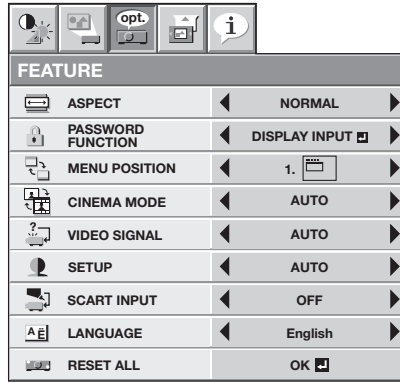 opt.
i
FEATURE
ASPECT NORMAL
PASSWORD FUNCTION DISPLAY INPUT
MENU POSITION 1.
CINEMA MODE AUTO
VIDEO SIGNAL AUTO
SETUP AUTO
SCART INPUT OFF
A É LANGUAGE English
RESET ALL OK